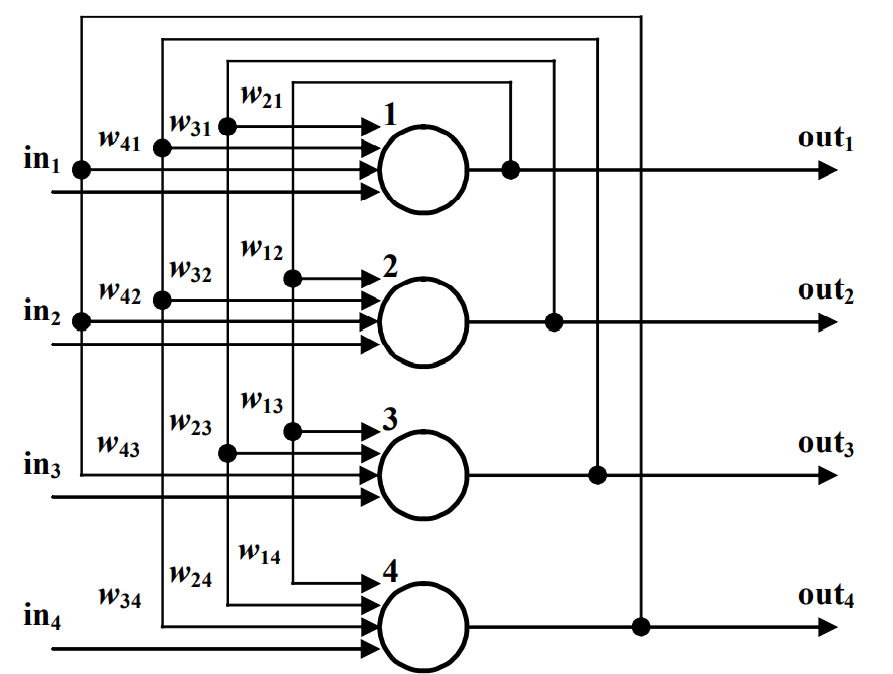 w21 1
w41 w31 out1
in1
w12 2
w42 w32 out2
in2
w13 3
w23
w43 out3
in3
w14 4
w24
w34 out4
in4